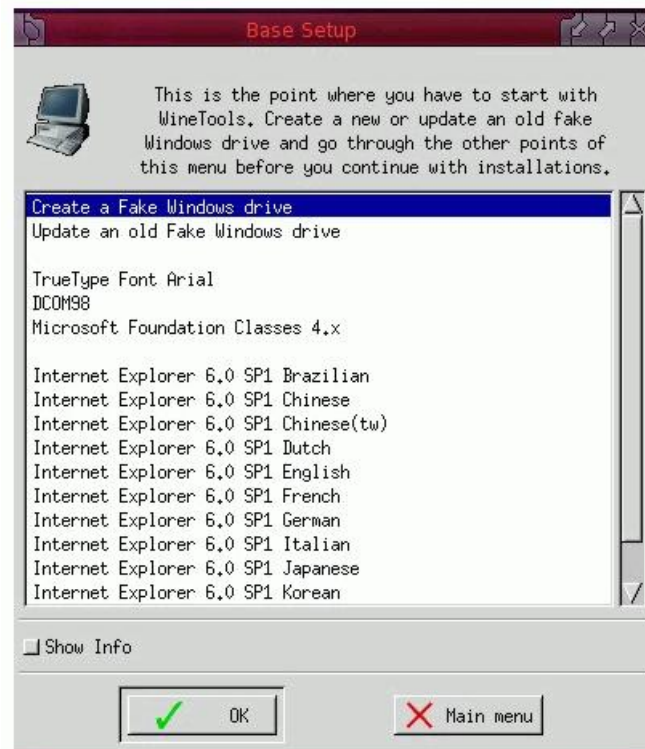 Base Setup
This is the point where you have to start with
WineTools. Create a new or update an old fake
Windows drive and go through the other points of
this menu before you continue with installations.
Create a Fake Windows drive
Update an old Fake Windows drive
TrueType Font Arial
DCOM98
Microsoft Foundation Classes 4.x
Internet Explorer 6.0 SP1 Brazilian
Internet Explorer 6.0 SP1 Chinese
Internet Explorer 6.0 SP1 Chinese(tw)
Internet Explorer 6.0 SP1 Dutch
Internet Explorer 6.0 SP1 English
Internet Explorer 6.0 SP1 French
Internet Explorer 6.0 SP1 German
Internet Explorer 6.0 SP1 Italian
Internet Explorer 6.0 SP1 Japanese
Internet Explorer 6.0 SP1 Korean
Show Info
OK
Main menu